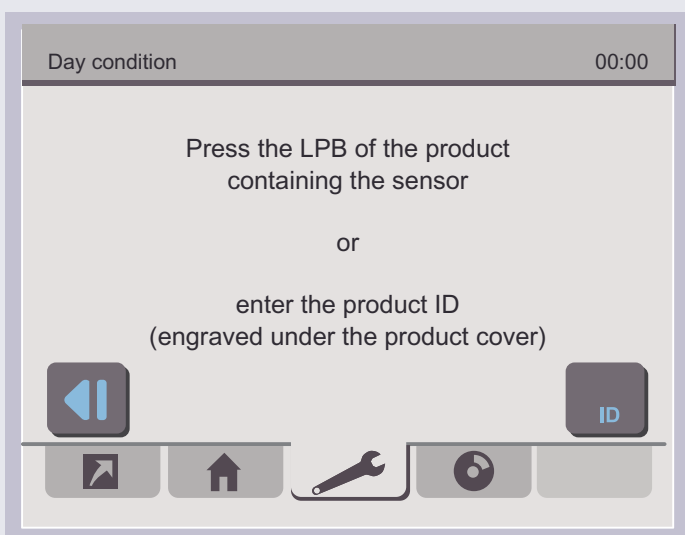 Day condition 00:00
Press the LPB of the product
containing the sensor
or
enter the product ID
(engraved under the product cover)
ID